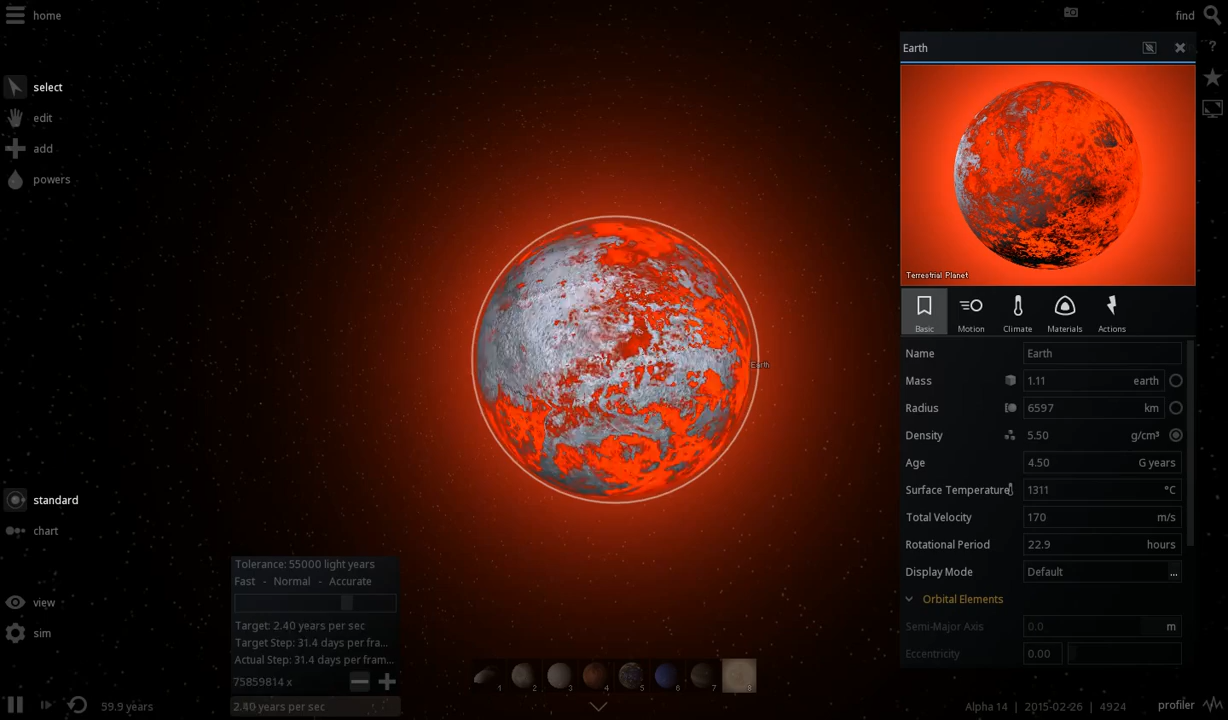 home
find
select
edit
add
powers
standard
chart
view
sim
Earth
?
Terrestrial Planet
Basic
Motion
Climate
Materials
Actions
Name Earth
Mass 1.11 earth
Radius 6597 km
Density 5.50 g/cm³
Age 4.50 G years
Surface Temperature 1311 °C
Total Velocity 170 m/s
Rotational Period 22.9 hours
Display Mode Default ...
Orbital Elements
Semi-Major Axis 0.0 m
Eccentricity 0.00
Earth
Tolerance: 55000 light years
Fast - Normal - Accurate
Target: 2.40 years per sec
Target Step: 31.4 days per fra...
Actual Step: 31.4 days per fram...
75859814 x
2.40 years per sec
59.9 years
1 2 3 4 5 6 7 8
Alpha 14 | 2015-02-26 | 4924
profiler